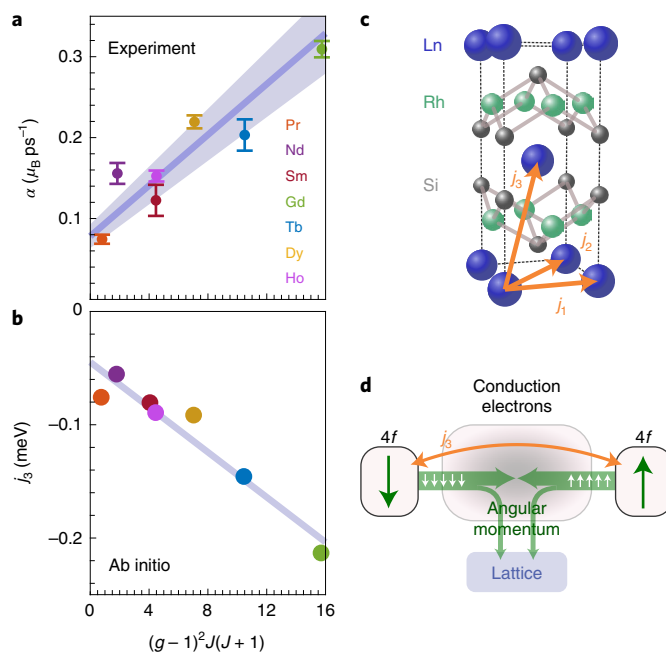 a
Experiment
0.3
0.2
0.1
0
α (μB ps⁻¹)
Pr
Nd
Sm
Gd
Tb
Dy
Ho
b
0
−0.1
−0.2
j3 (meV)
Ab initio
0 4 8 12 16
(g − 1)²J(J + 1)
c
Ln
Rh
Si
j3
j2
j1
d
Conduction
electrons
4f
j3
4f
Angular
momentum
Lattice